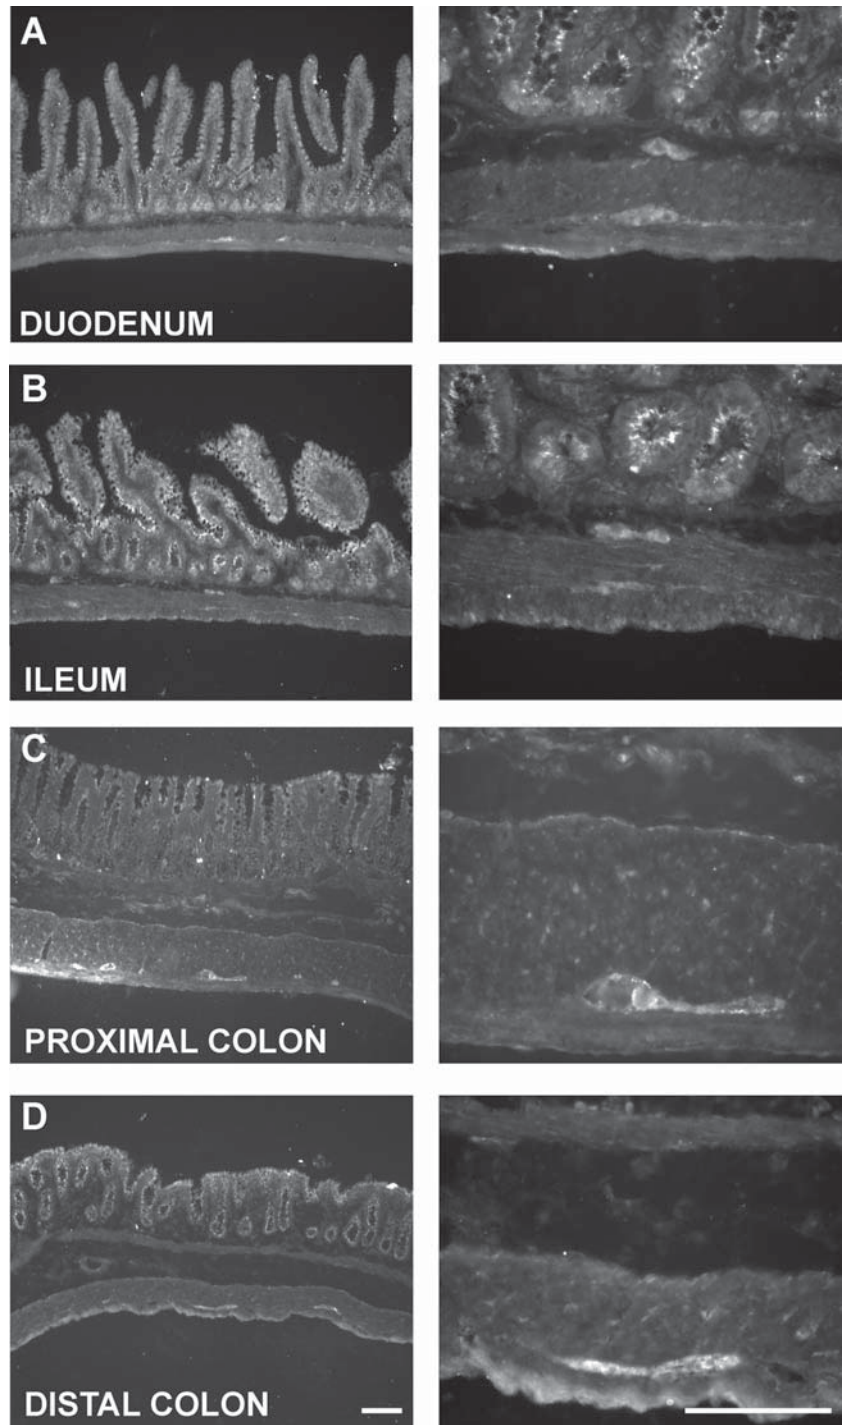 A
DUODENUM
B
ILEUM
C
PROXIMAL COLON
D
DISTAL COLON